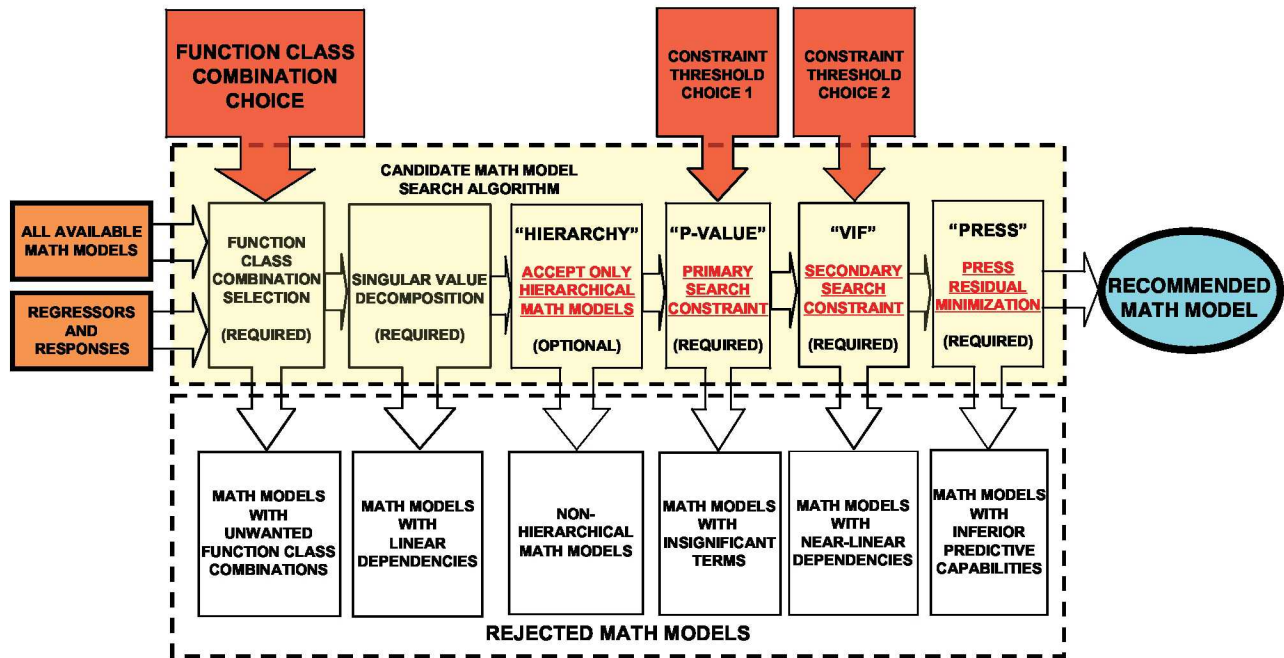 FUNCTION CLASS
COMBINATION
CHOICE
CONSTRAINT
THRESHOLD
CHOICE 1
CONSTRAINT
THRESHOLD
CHOICE 2
CANDIDATE MATH MODEL
SEARCH ALGORITHM
ALL AVAILABLE
MATH MODELS
REGRESSORS
AND
RESPONSES
FUNCTION
CLASS
COMBINATION
SELECTION
(REQUIRED)
SINGULAR VALUE
DECOMPOSITION
(REQUIRED)
“HIERARCHY”
ACCEPT ONLY
HIERARCHICAL
MATH MODELS
(OPTIONAL)
“P-VALUE”
PRIMARY
SEARCH
CONSTRAINT
(REQUIRED)
“VIF”
SECONDARY
SEARCH
CONSTRAINT
(REQUIRED)
“PRESS”
PRESS
RESIDUAL
MINIMIZATION
(REQUIRED)
RECOMMENDED
MATH MODEL
MATH MODELS
WITH
UNWANTED
FUNCTION CLASS
COMBINATIONS
MATH MODELS
WITH
LINEAR
DEPENDENCIES
NON-
HIERARCHICAL
MATH MODELS
MATH MODELS
WITH
INSIGNIFICANT
TERMS
MATH MODELS
WITH
NEAR-LINEAR
DEPENDENCIES
MATH MODELS
WITH
INFERIOR
PREDICTIVE
CAPABILITIES
REJECTED MATH MODELS